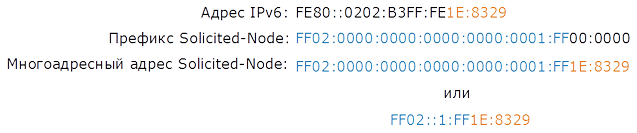 Адрес IPv6: FE80::0202:B3FF:FE1E:8329
Префикс Solicited-Node: FF02:0000:0000:0000:0000:0001:FF00:0000
Многоадресный адрес Solicited-Node: FF02:0000:0000:0000:0000:0001:FF1E:8329
или
FF02::1:FF1E:8329